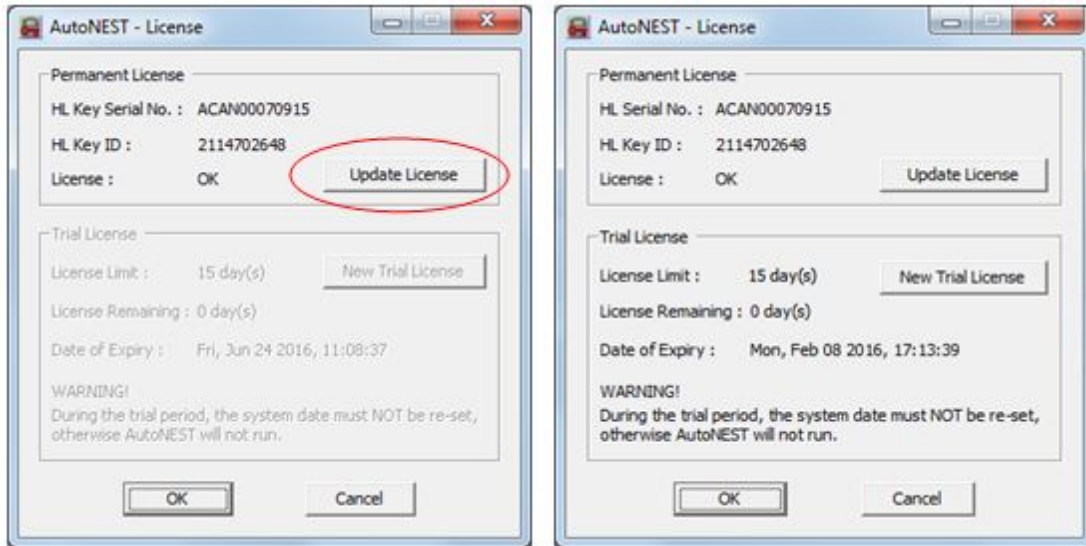 AutoNEST - License
Permanent License
HL Key Serial No. : ACAN00070915
HL Key ID : 2114702648
License : OK
Update License
Trial License
License Limit : 15 day(s)
New Trial License
License Remaining : 0 day(s)
Date of Expiry : Fri, Jun 24 2016, 11:08:37
WARNING!
During the trial period, the system date must NOT be re-set,
otherwise AutoNEST will not run.
OK
Cancel
AutoNEST - License
Permanent License
HL Serial No. : ACAN00070915
HL Key ID : 2114702648
License : OK
Update License
Trial License
License Limit : 15 day(s)
New Trial License
License Remaining : 0 day(s)
Date of Expiry : Mon, Feb 08 2016, 17:13:39
WARNING!
During the trial period, the system date must NOT be re-set,
otherwise AutoNEST will not run.
OK
Cancel